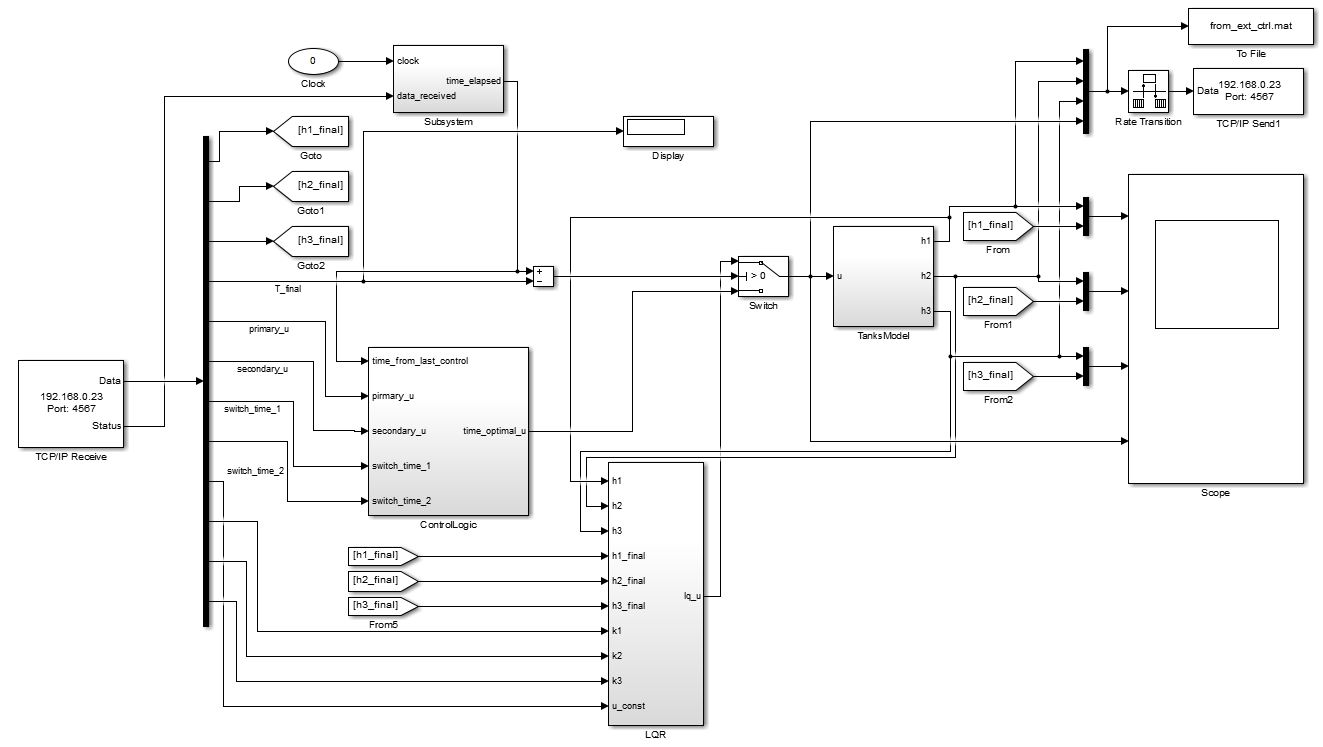 from_ext_ctrl.mat
To File
0
Clock
clock
time_elapsed
data_received
Subsystem
Rate Transition
Data
192.168.0.23
Port: 4567
TCP/IP Send1
[h1_final]
Goto
Display
[h2_final]
Goto1
[h3_final]
Goto2
T_final
+
−
> 0
Switch
u
h1
h2
h3
TanksModel
[h1_final]
From
[h2_final]
From1
[h3_final]
From2
Scope
primary_u
secondary_u
switch_time_1
switch_time_2
Data
192.168.0.23
Port: 4567
Status
TCP/IP Receive
time_from_last_control
pirmary_u
secondary_u
time_optimal_u
switch_time_1
switch_time_2
ControlLogic
[h1_final]
[h2_final]
[h3_final]
From5
h1
h2
h3
h1_final
h2_final
h3_final
lq_u
k1
k2
k3
u_const
LQR